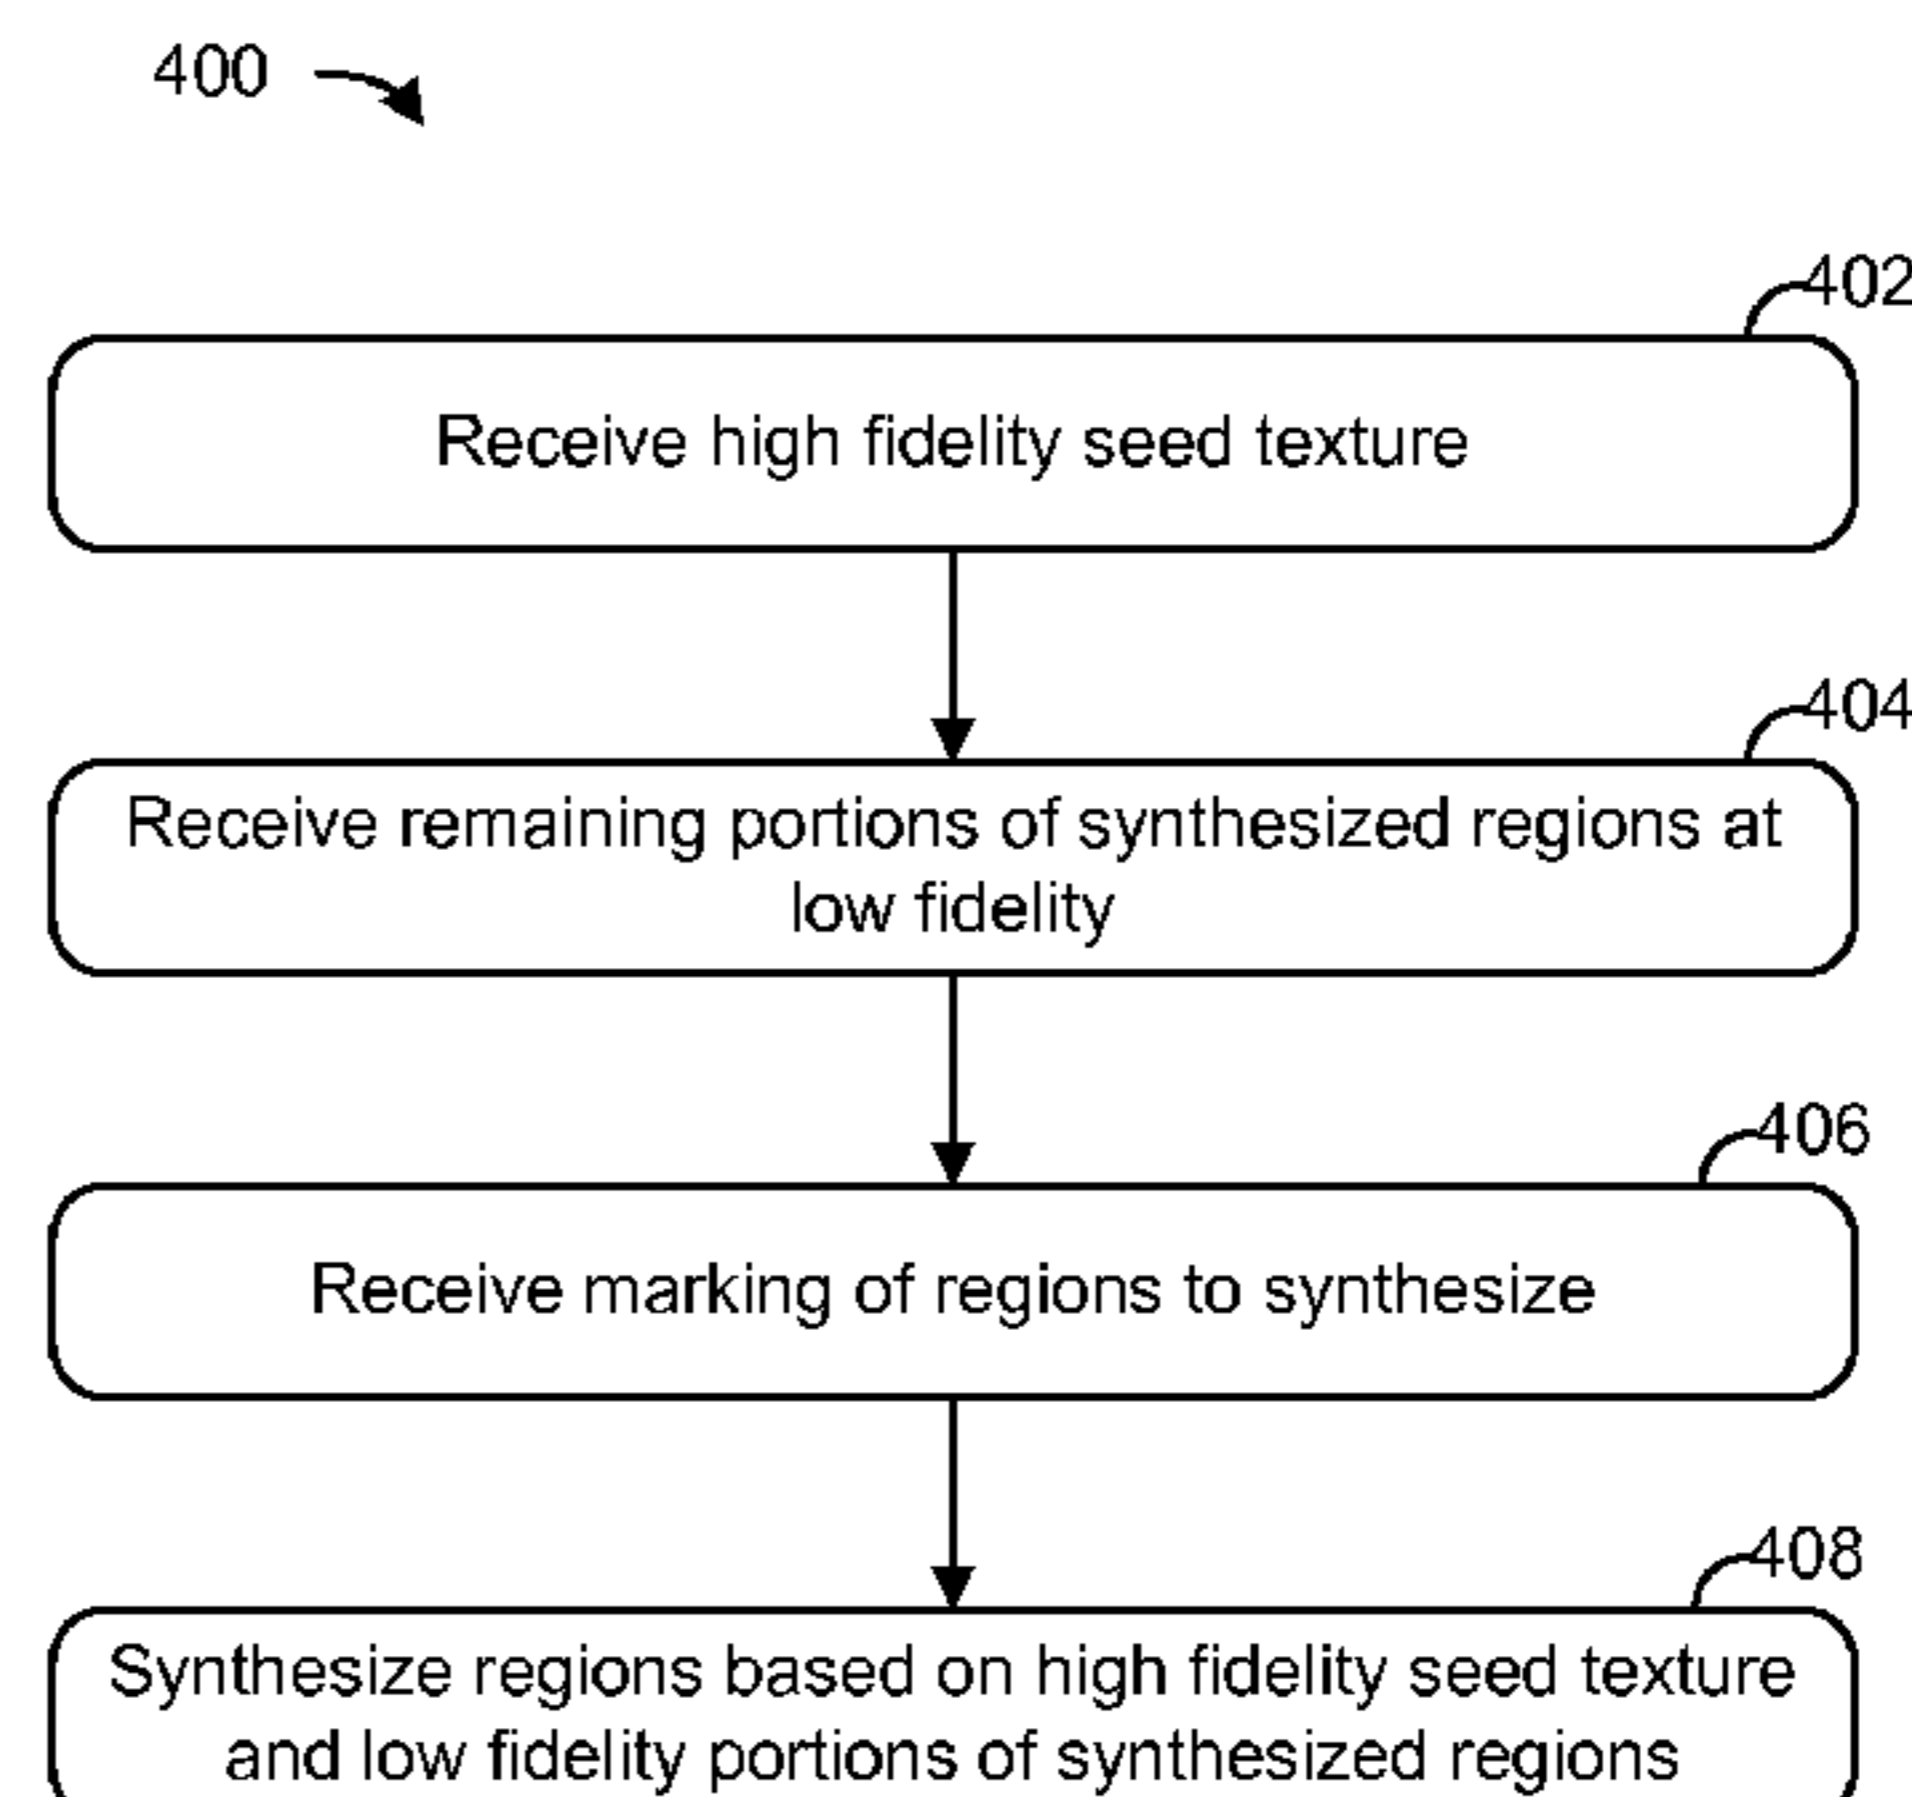 400
402
Receive high fidelity seed texture
404
Receive remaining portions of synthesized regions at
low fidelity
406
Receive marking of regions to synthesize
408
Synthesize regions based on high fidelity seed texture
and low fidelity portions of synthesized regions